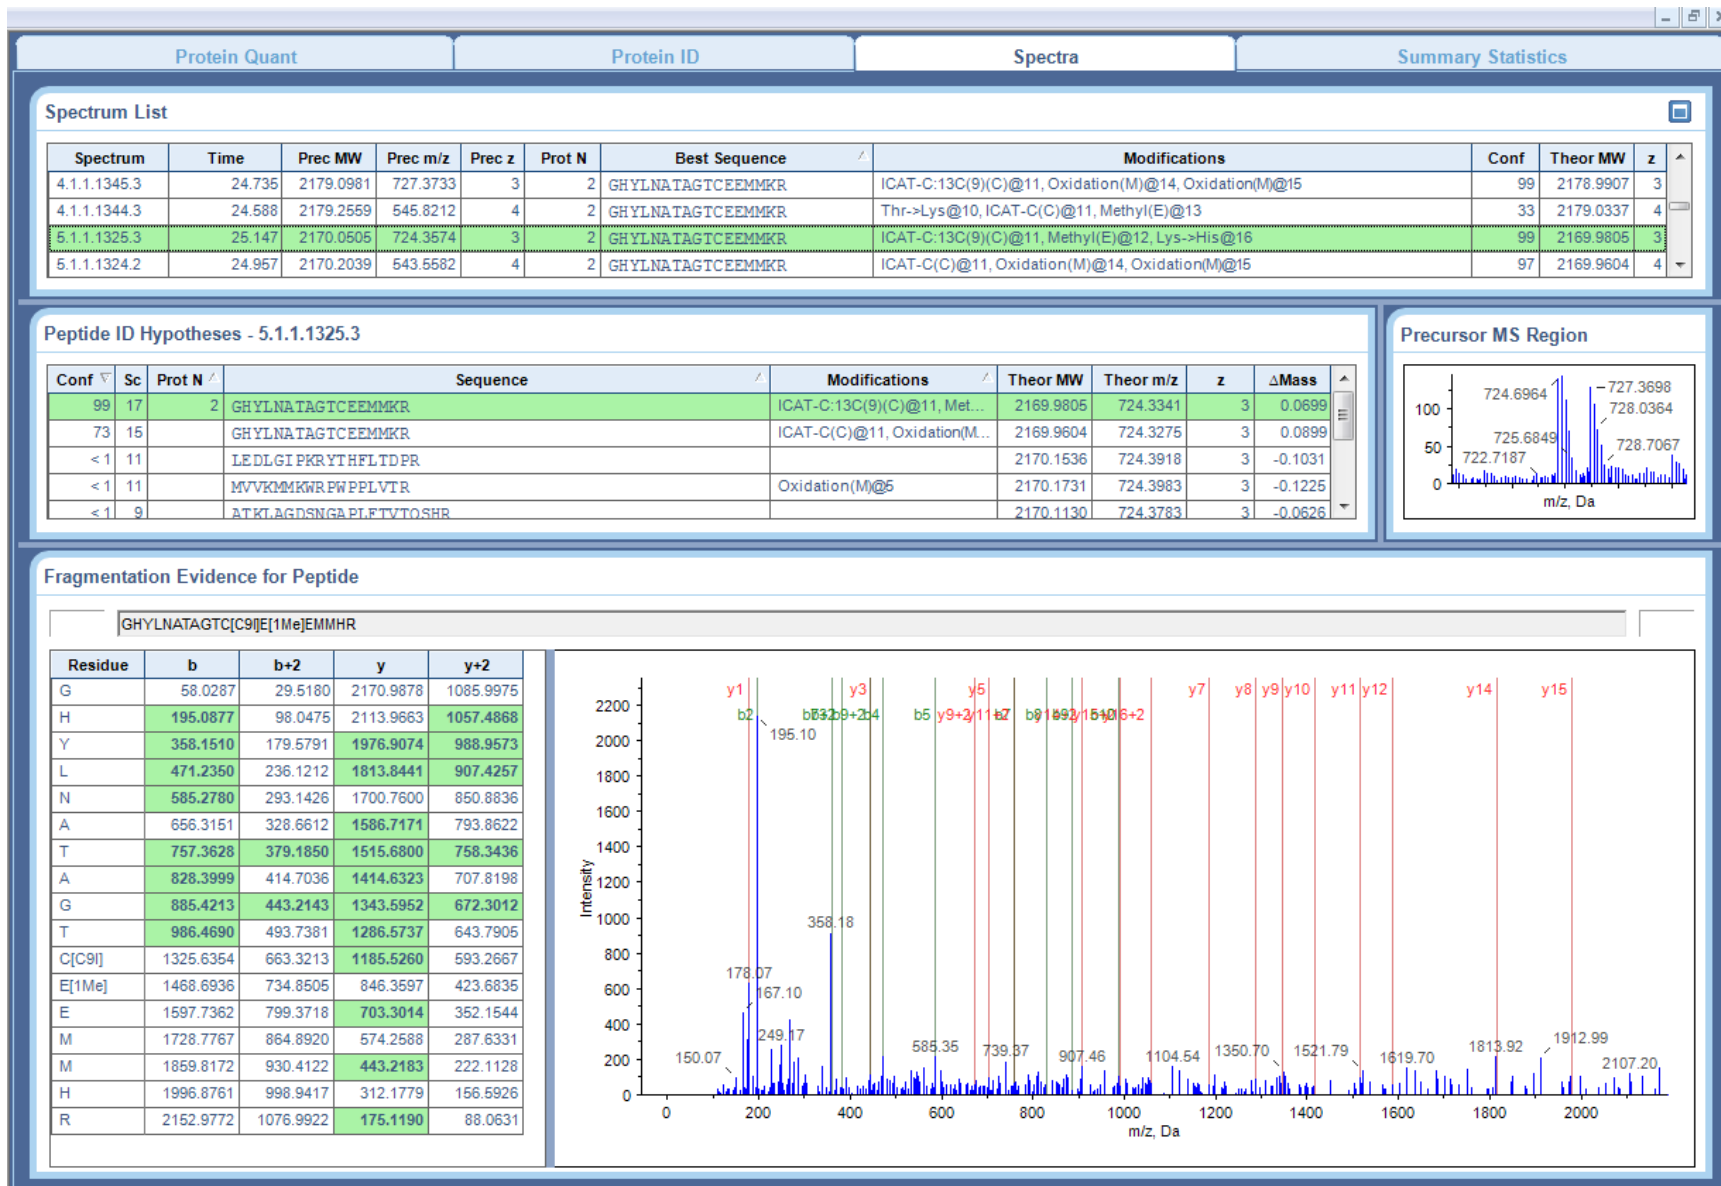 Protein Quant Protein ID Spectra Summary Statistics
Spectrum List
Spectrum Time Prec MW Prec m/z Prec z Prot N Best Sequence Modifications Conf Theor MW z
4.1.1.1345.3 24.735 2179.0981 727.3733 3 2 GHYLNATAGTCEEMMKR ICAT-C:13C(9)(C)@11, Oxidation(M)@14, Oxidation(M)@15 99 2178.9907 3
4.1.1.1344.3 24.588 2179.2559 545.8212 4 2 GHYLNATAGTCEEMMKR Thr->Lys@10, ICAT-C(C)@11, Methyl(E)@13 33 2179.0337 4
5.1.1.1325.3 25.147 2170.0505 724.3574 3 2 GHYLNATAGTCEEMMKR ICAT-C:13C(9)(C)@11, Methyl(E)@12, Lys->His@16 99 2169.9805 3
5.1.1.1324.2 24.957 2170.2039 543.5582 4 2 GHYLNATAGTCEEMMKR ICAT-C(C)@11, Oxidation(M)@14, Oxidation(M)@15 97 2169.9604 4
Peptide ID Hypotheses - 5.1.1.1325.3
Conf Sc Prot N Sequence Modifications Theor MW Theor m/z z ΔMass
99 17 2 GHYLNATAGTCEEMMKR ICAT-C:13C(9)(C)@11, Met... 2169.9805 724.3341 3 0.0699
73 15 GHYLNATAGTCEEMMKR ICAT-C(C)@11, Oxidation(M... 2169.9604 724.3275 3 0.0899
< 1 11 LEDLGIPKRYTHFLTDPR 2170.1536 724.3918 3 -0.1031
< 1 11 MVVKMMKWRPWPPLVTR Oxidation(M)@5 2170.1731 724.3983 3 -0.1225
< 1 9 ATKLAGDSNGAPLFTVTQSHR 2170.1130 724.3783 3 -0.0626
Precursor MS Region
724.6964 727.3698
100 728.0364
725.6849
50 722.7187 728.7067
0
m/z, Da
Fragmentation Evidence for Peptide
GHYLNATAGTC[C9I]E[1Me]EMMHR
Residue b b+2 y y+2
G 58.0287 29.5180 2170.9878 1085.9975
H 195.0877 98.0475 2113.9663 1057.4868
Y 358.1510 179.5791 1976.9074 988.9573
L 471.2350 236.1212 1813.8441 907.4257
N 585.2780 293.1426 1700.7600 850.8836
A 656.3151 328.6612 1586.7171 793.8622
T 757.3628 379.1850 1515.6800 758.3436
A 828.3999 414.7036 1414.6323 707.8198
G 885.4213 443.2143 1343.5952 672.3012
T 986.4690 493.7381 1286.5737 643.7905
C[C9I] 1325.6354 663.3213 1185.5260 593.2667
E[1Me] 1468.6936 734.8505 846.3597 423.6835
E 1597.7362 799.3718 703.3014 352.1544
M 1728.7767 864.8920 574.2588 287.6331
M 1859.8172 930.4122 443.2183 222.1128
H 1996.8761 998.9417 312.1779 156.5926
R 2152.9772 1076.9922 175.1190 88.0631
y1 y3 y5 y7 y8 y9 y10 y11 y12 y14 y15
b2 b9+2 b4 b5 y9+2 y11+2 b7
2200
2000
1800
1600
1400
1200
1000
800
600
400
200
0
Intensity
195.10
358.18
178.07
167.10
249.17
150.07
585.35
739.37
907.46
1104.54
1350.70
1521.79
1619.70
1813.92
1912.99
2107.20
0 200 400 600 800 1000 1200 1400 1600 1800 2000
m/z, Da